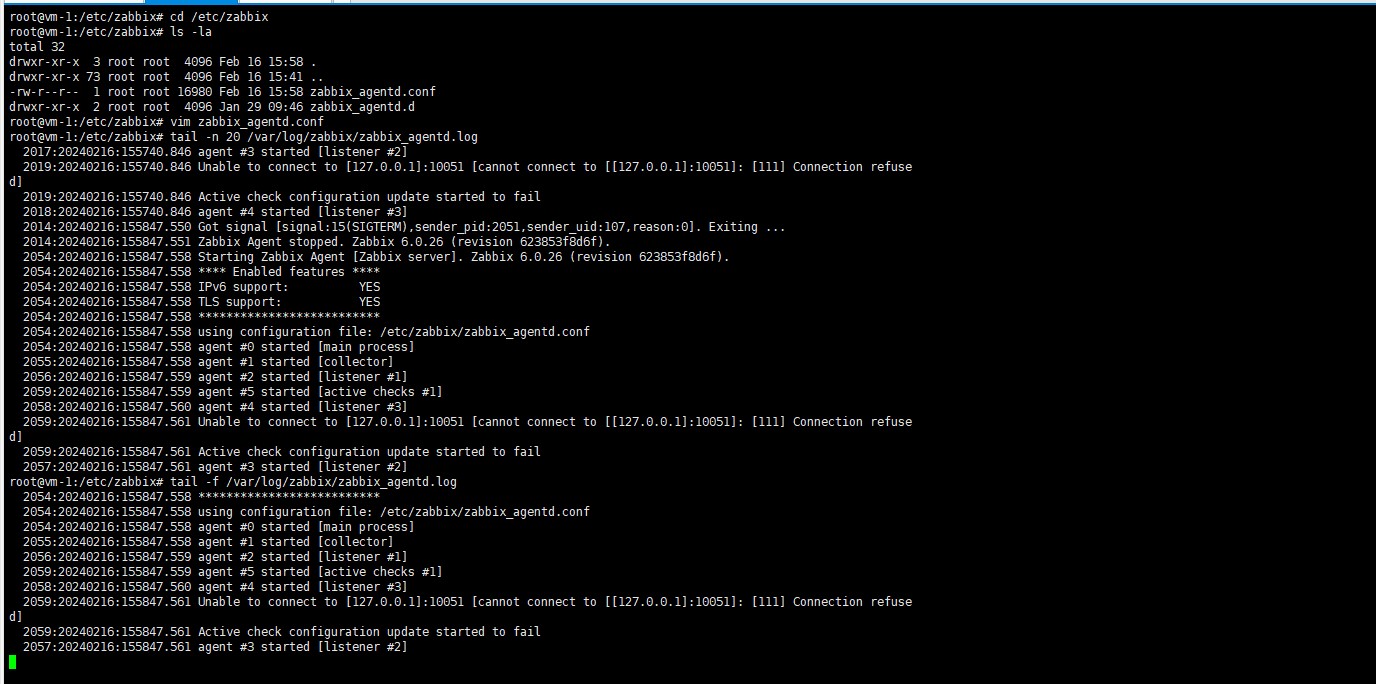 root@vm-1:/etc/zabbix# cd /etc/zabbix
root@vm-1:/etc/zabbix# ls -la
total 32
drwxr-xr-x  3 root root  4096 Feb 16 15:58 .
drwxr-xr-x 73 root root  4096 Feb 16 15:41 ..
-rw-r--r--  1 root root 16980 Feb 16 15:58 zabbix_agentd.conf
drwxr-xr-x  2 root root  4096 Jan 29 09:46 zabbix_agentd.d
root@vm-1:/etc/zabbix# vim zabbix_agentd.conf
root@vm-1:/etc/zabbix# tail -n 20 /var/log/zabbix/zabbix_agentd.log
  2017:20240216:155740.846 agent #3 started [listener #2]
  2019:20240216:155740.846 Unable to connect to [127.0.0.1]:10051 [cannot connect to [[127.0.0.1]:10051]: [111] Connection refuse
d]
  2019:20240216:155740.846 Active check configuration update started to fail
  2018:20240216:155740.846 agent #4 started [listener #3]
  2014:20240216:155847.550 Got signal [signal:15(SIGTERM),sender_pid:2051,sender_uid:107,reason:0]. Exiting ...
  2014:20240216:155847.551 Zabbix Agent stopped. Zabbix 6.0.26 (revision 623853f8d6f).
  2054:20240216:155847.558 Starting Zabbix Agent [Zabbix server]. Zabbix 6.0.26 (revision 623853f8d6f).
  2054:20240216:155847.558 **** Enabled features ****
  2054:20240216:155847.558 IPv6 support:          YES
  2054:20240216:155847.558 TLS support:           YES
  2054:20240216:155847.558 **************************
  2054:20240216:155847.558 using configuration file: /etc/zabbix/zabbix_agentd.conf
  2054:20240216:155847.558 agent #0 started [main process]
  2055:20240216:155847.558 agent #1 started [collector]
  2056:20240216:155847.559 agent #2 started [listener #1]
  2059:20240216:155847.559 agent #5 started [active checks #1]
  2058:20240216:155847.560 agent #4 started [listener #3]
  2059:20240216:155847.561 Unable to connect to [127.0.0.1]:10051 [cannot connect to [[127.0.0.1]:10051]: [111] Connection refuse
d]
  2059:20240216:155847.561 Active check configuration update started to fail
  2057:20240216:155847.561 agent #3 started [listener #2]
root@vm-1:/etc/zabbix# tail -f /var/log/zabbix/zabbix_agentd.log
  2054:20240216:155847.558 **************************
  2054:20240216:155847.558 using configuration file: /etc/zabbix/zabbix_agentd.conf
  2054:20240216:155847.558 agent #0 started [main process]
  2055:20240216:155847.558 agent #1 started [collector]
  2056:20240216:155847.559 agent #2 started [listener #1]
  2059:20240216:155847.559 agent #5 started [active checks #1]
  2058:20240216:155847.560 agent #4 started [listener #3]
  2059:20240216:155847.561 Unable to connect to [127.0.0.1]:10051 [cannot connect to [[127.0.0.1]:10051]: [111] Connection refuse
d]
  2059:20240216:155847.561 Active check configuration update started to fail
  2057:20240216:155847.561 agent #3 started [listener #2]